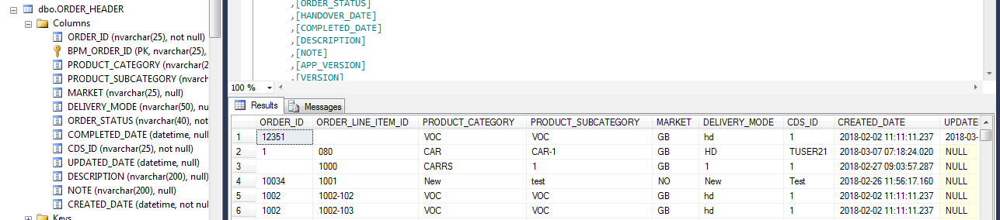 dbo.ORDER_HEADER
Columns
ORDER_ID (nvarchar(25), not null)
BPM_ORDER_ID (PK, nvarchar(25),
PRODUCT_CATEGORY (nvarchar(2
PRODUCT_SUBCATEGORY (nvarc
MARKET (nvarchar(25), null)
DELIVERY_MODE (nvarchar(50), nu
ORDER_STATUS (nvarchar(40), not
COMPLETED_DATE (datetime, null
CDS_ID (nvarchar(25), not null)
UPDATED_DATE (datetime, null)
DESCRIPTION (nvarchar(200), null)
NOTE (nvarchar(200), null)
CREATED_DATE (datetime, not nul
Keys
,[ORDER_STATUS]
,[HANDOVER_DATE]
,[COMPLETED_DATE]
,[DESCRIPTION]
,[NOTE]
,[APP_VERSION]
,[VERSION]
100 %
Results Messages
ORDER_ID ORDER_LINE_ITEM_ID PRODUCT_CATEGORY PRODUCT_SUBCATEGORY MARKET DELIVERY_MODE CDS_ID CREATED_DATE UPDATE
1 12351 VOC VOC GB hd 1 2018-02-02 11:11:11.237 2018-03-
2 1 080 CAR CAR-1 GB HD TUSER21 2018-03-07 07:18:24.020 NULL
3 1000 CARRS 1 GB 1 1 2018-02-27 09:03:57.287 NULL
4 10034 1001 New test NO New Test 2018-02-26 11:56:17.160 NULL
5 1002 1002-102 VOC VOC GB hd 1 2018-02-02 11:11:11.237 NULL
6 1002 1002-103 VOC VOC GB hd 1 2018-02-02 11:11:11.237 NULL